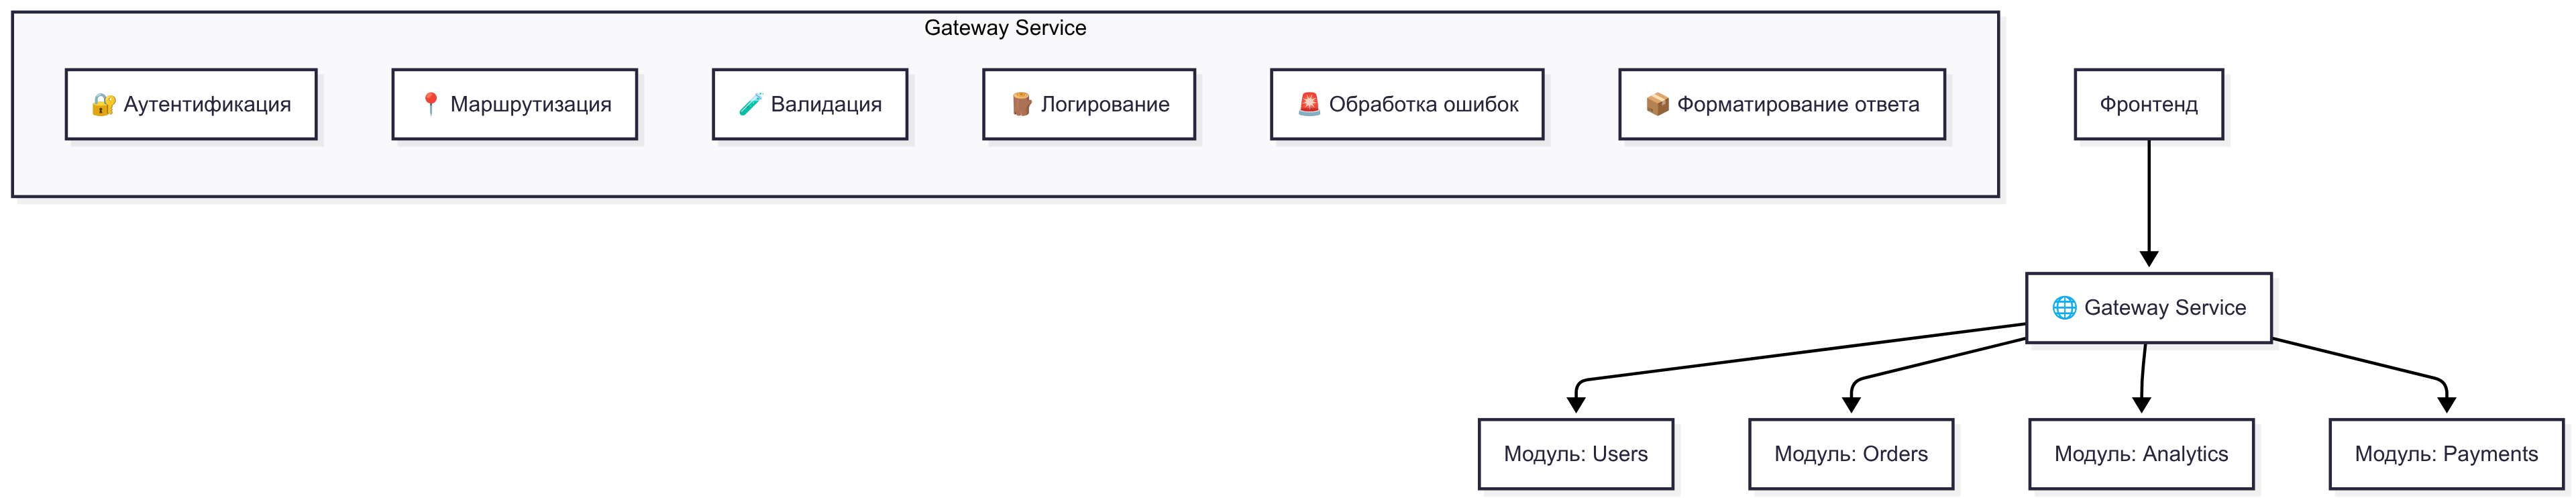 Gateway Service
🔐 Аутентификация
📍 Маршрутизация
🧪 Валидация
🪵 Логирование
🚨 Обработка ошибок
📦 Форматирование ответа
Фронтенд
🌐 Gateway Service
Модуль: Users
Модуль: Orders
Модуль: Analytics
Модуль: Payments